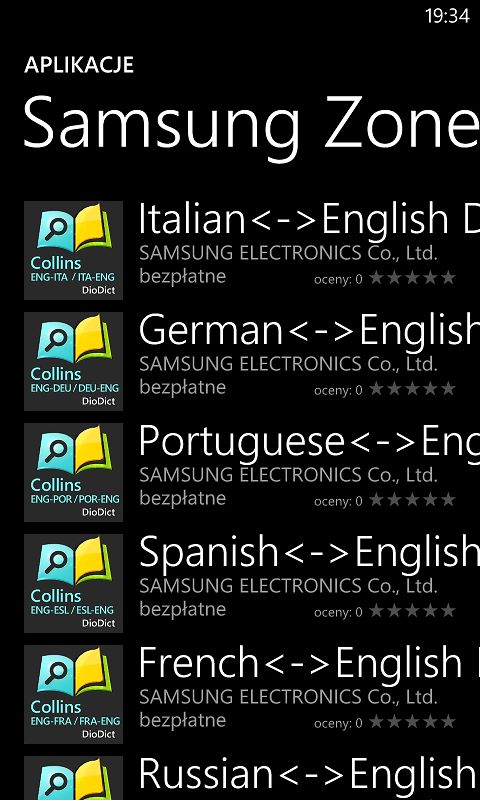 19:34
APLIKACJE
Samsung Zone
Collins
ENG-ITA / ITA-ENG
DioDict
Italian<->English D
SAMSUNG ELECTRONICS Co., Ltd.
bezpłatne oceny: 0
Collins
ENG-DEU / DEU-ENG
DioDict
German<->English
SAMSUNG ELECTRONICS Co., Ltd.
bezpłatne oceny: 0
Collins
ENG-POR / POR-ENG
DioDict
Portuguese<->Eng
SAMSUNG ELECTRONICS Co., Ltd.
bezpłatne oceny: 0
Collins
ENG-ESL / ESL-ENG
DioDict
Spanish<->English
SAMSUNG ELECTRONICS Co., Ltd.
bezpłatne oceny: 0
Collins
ENG-FRA / FRA-ENG
DioDict
French<->English
SAMSUNG ELECTRONICS Co., Ltd.
bezpłatne oceny: 0
Russian<->English